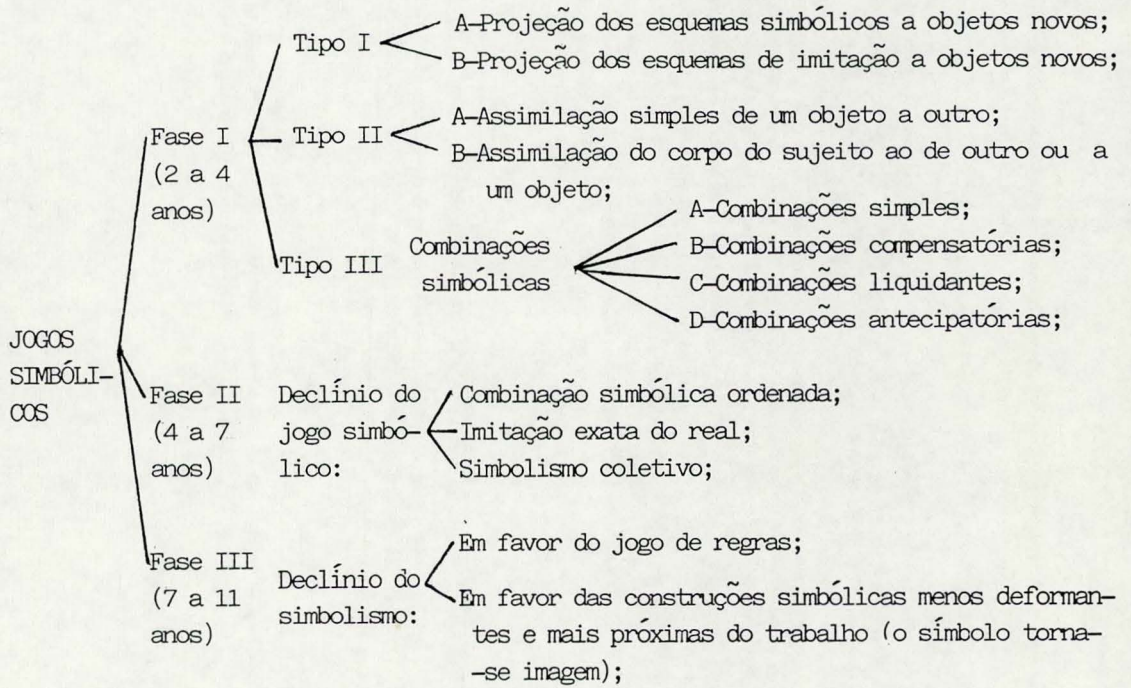 Tipo I
A-Projeção dos esquemas simbólicos a objetos novos;
B-Projeção dos esquemas de imitação a objetos novos;
Fase I
(2 a 4
anos)
Tipo II
A-Assimilação simples de um objeto a outro;
B-Assimilação do corpo do sujeito ao de outro ou a
um objeto;
Tipo III
Combinações
simbólicas
A-Combinações simples;
B-Combinações compensatórias;
C-Combinações liquidantes;
D-Combinações antecipatórias;
JOGOS
SIMBÓLI-
COS
Fase II
(4 a 7
anos)
Declínio do
jogo simbó-
lico:
Combinação simbólica ordenada;
Imitação exata do real;
Simbolismo coletivo;
Fase III
(7 a 11
anos)
Declínio do
simbolismo:
Em favor do jogo de regras;
Em favor das construções simbólicas menos deforman-
tes e mais próximas do trabalho (o símbolo torna-
-se imagem);